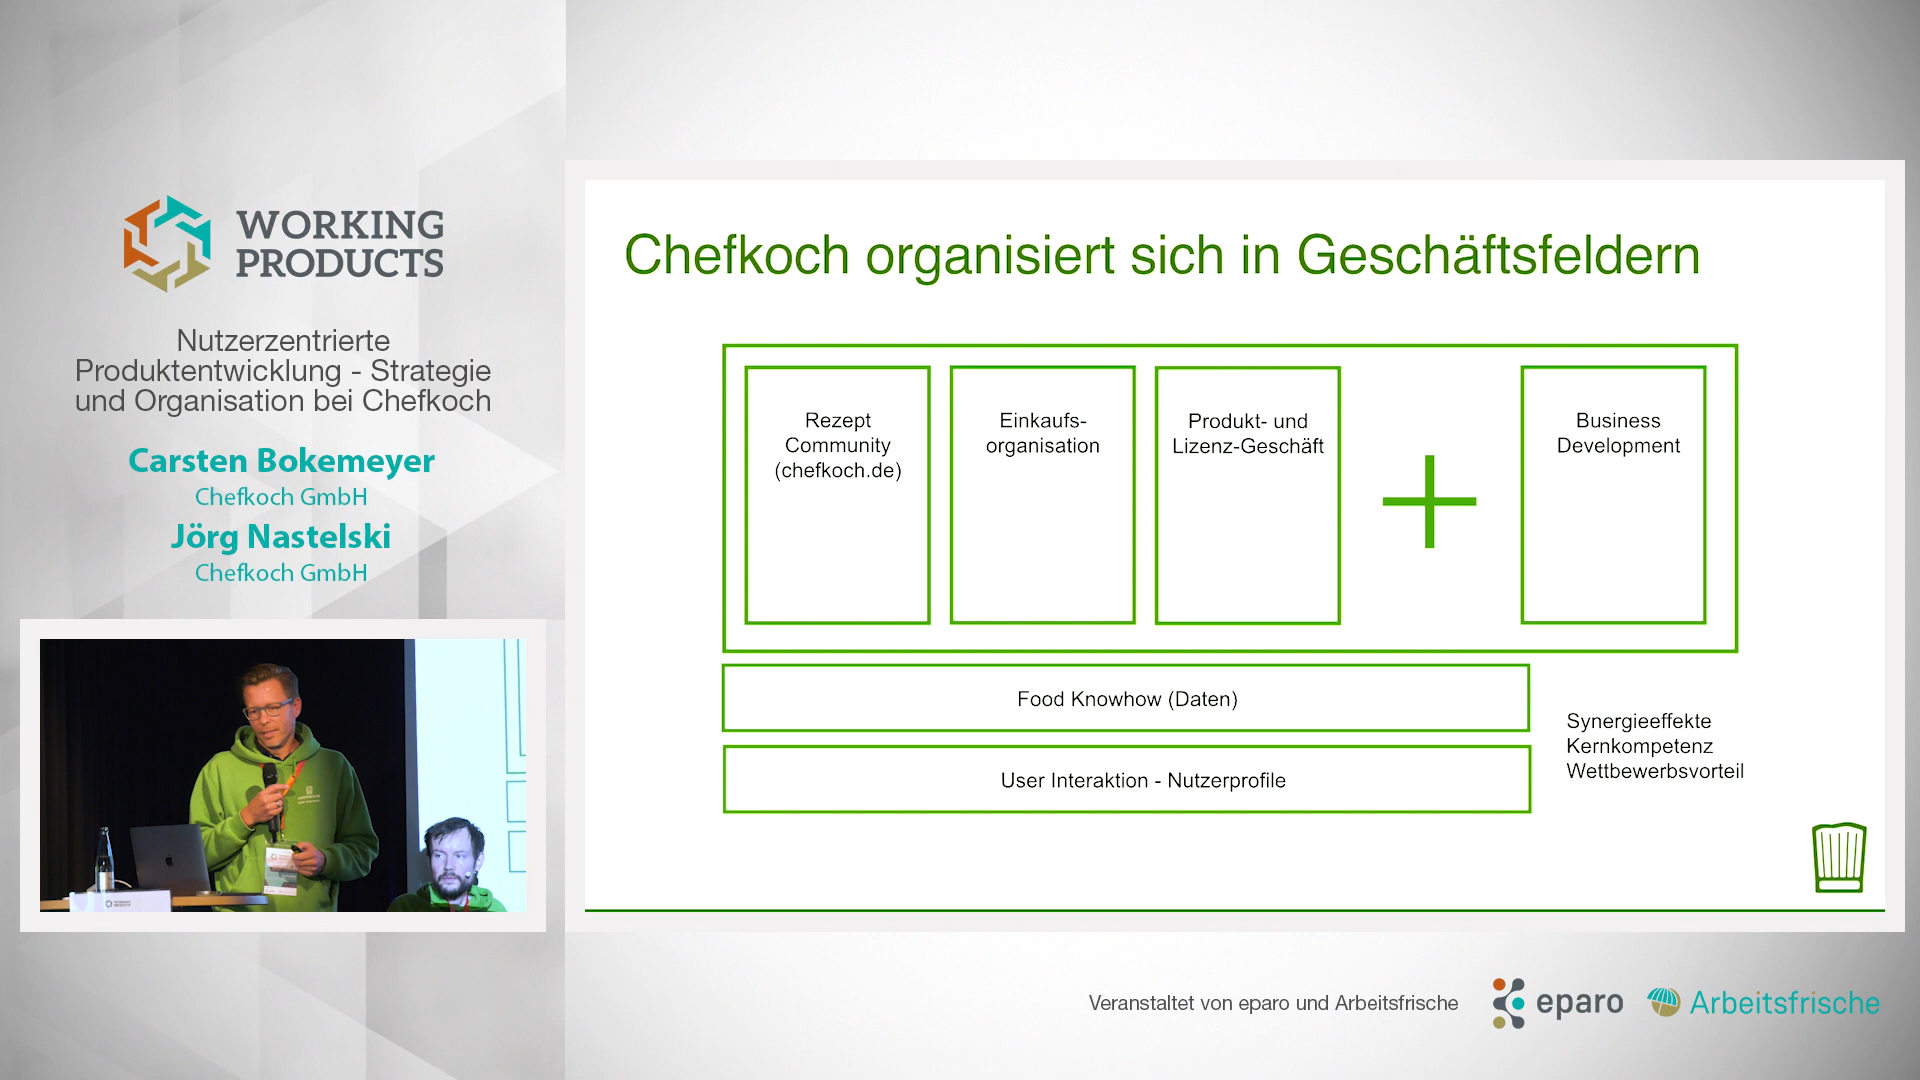 WORKING
PRODUCTS
Nutzerzentrierte
Produktentwicklung - Strategie
und Organisation bei Chefkoch
Carsten Bokemeyer
Chefkoch GmbH
Jörg Nastelski
Chefkoch GmbH
Chefkoch organisiert sich in Geschäftsfeldern
Rezept
Community
(chefkoch.de)
Einkaufs-
organisation
Produkt- und
Lizenz-Geschäft
Business
Development
Food Knowhow (Daten)
User Interaktion - Nutzerprofile
Synergieeffekte
Kernkompetenz
Wettbewerbsvorteil
WORKING
PRODUCTS
Veranstaltet von eparo und Arbeitsfrische
eparo
Arbeitsfrische